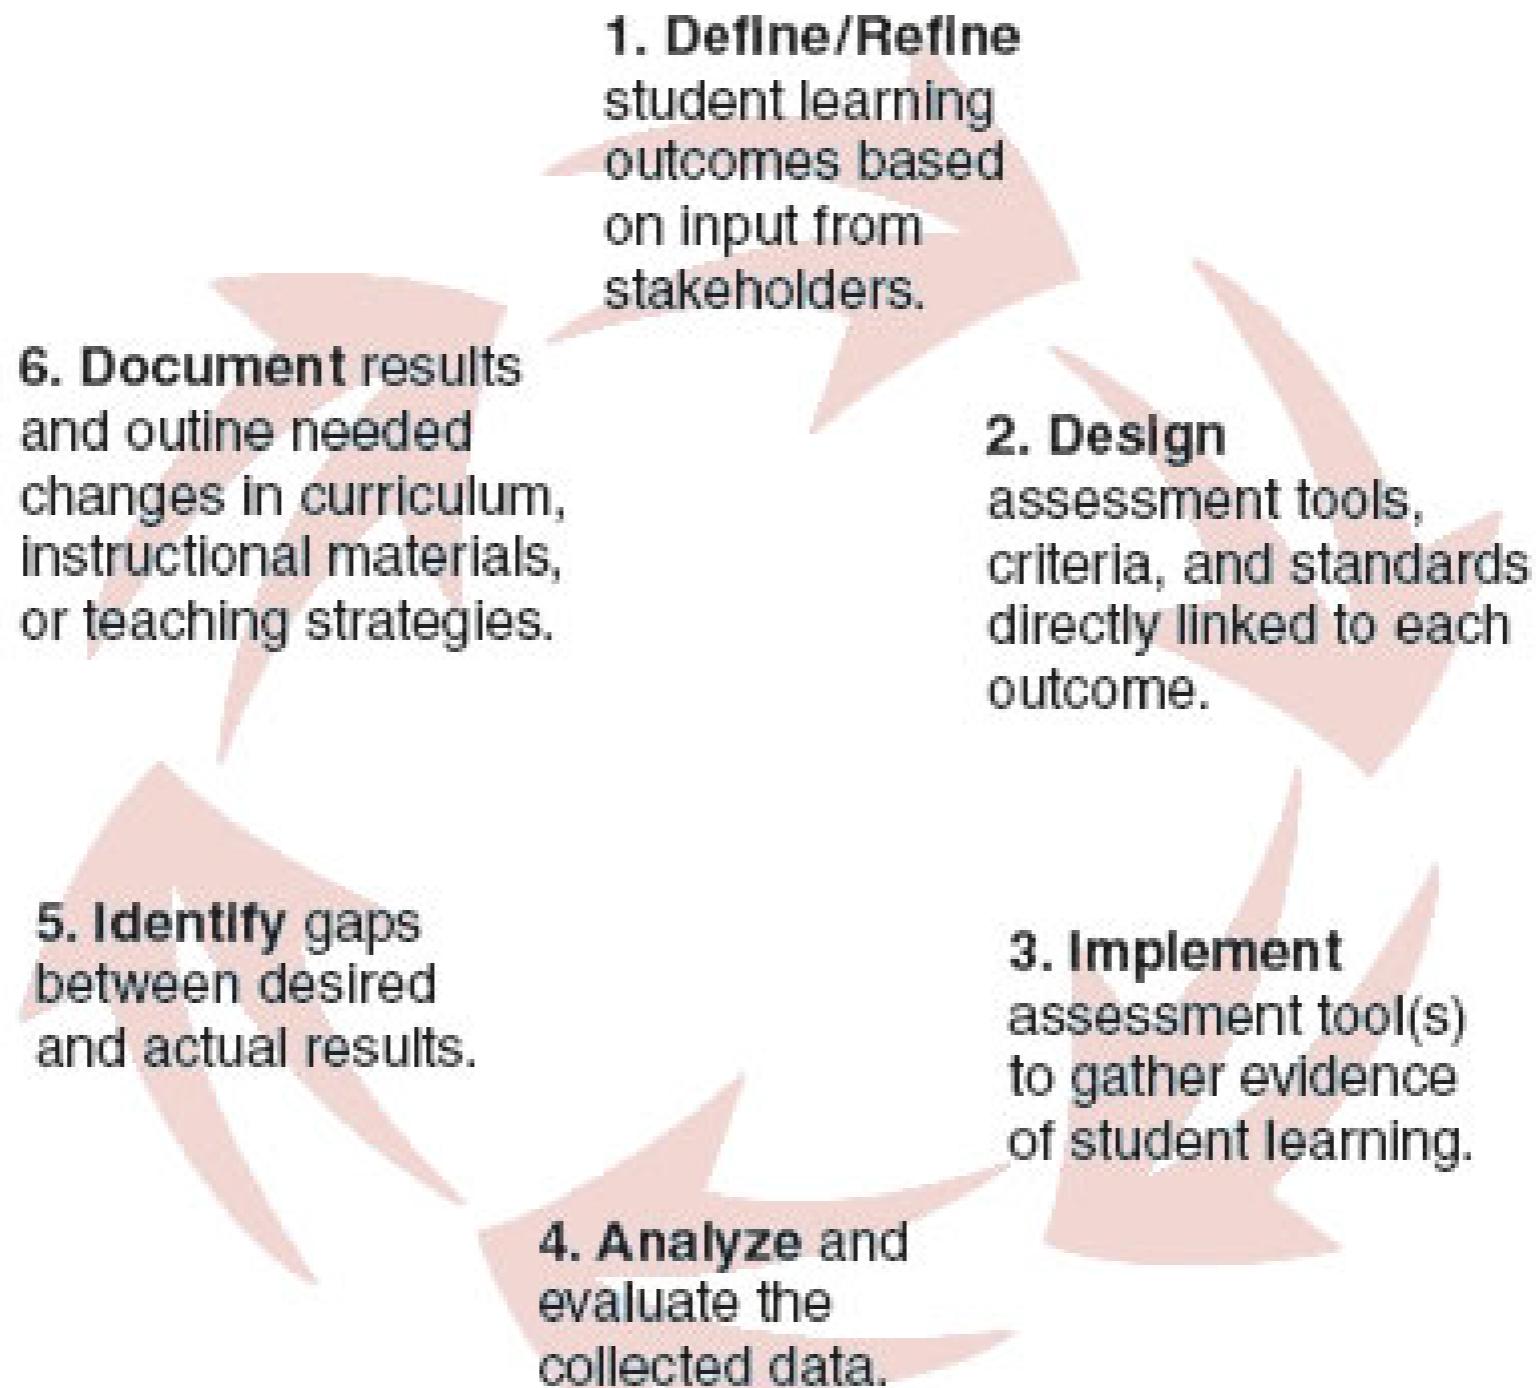 1. Define/Refine
student learning
outcomes based
on input from
stakeholders.
2. Design
assessment tools,
criteria, and standards
directly linked to each
outcome.
3. Implement
assessment tool(s)
to gather evidence
of student learning.
4. Analyze and
evaluate the
collected data.
5. Identify gaps
between desired
and actual results.
6. Document results
and outine needed
changes in curriculum,
instructional materials,
or teaching strategies.